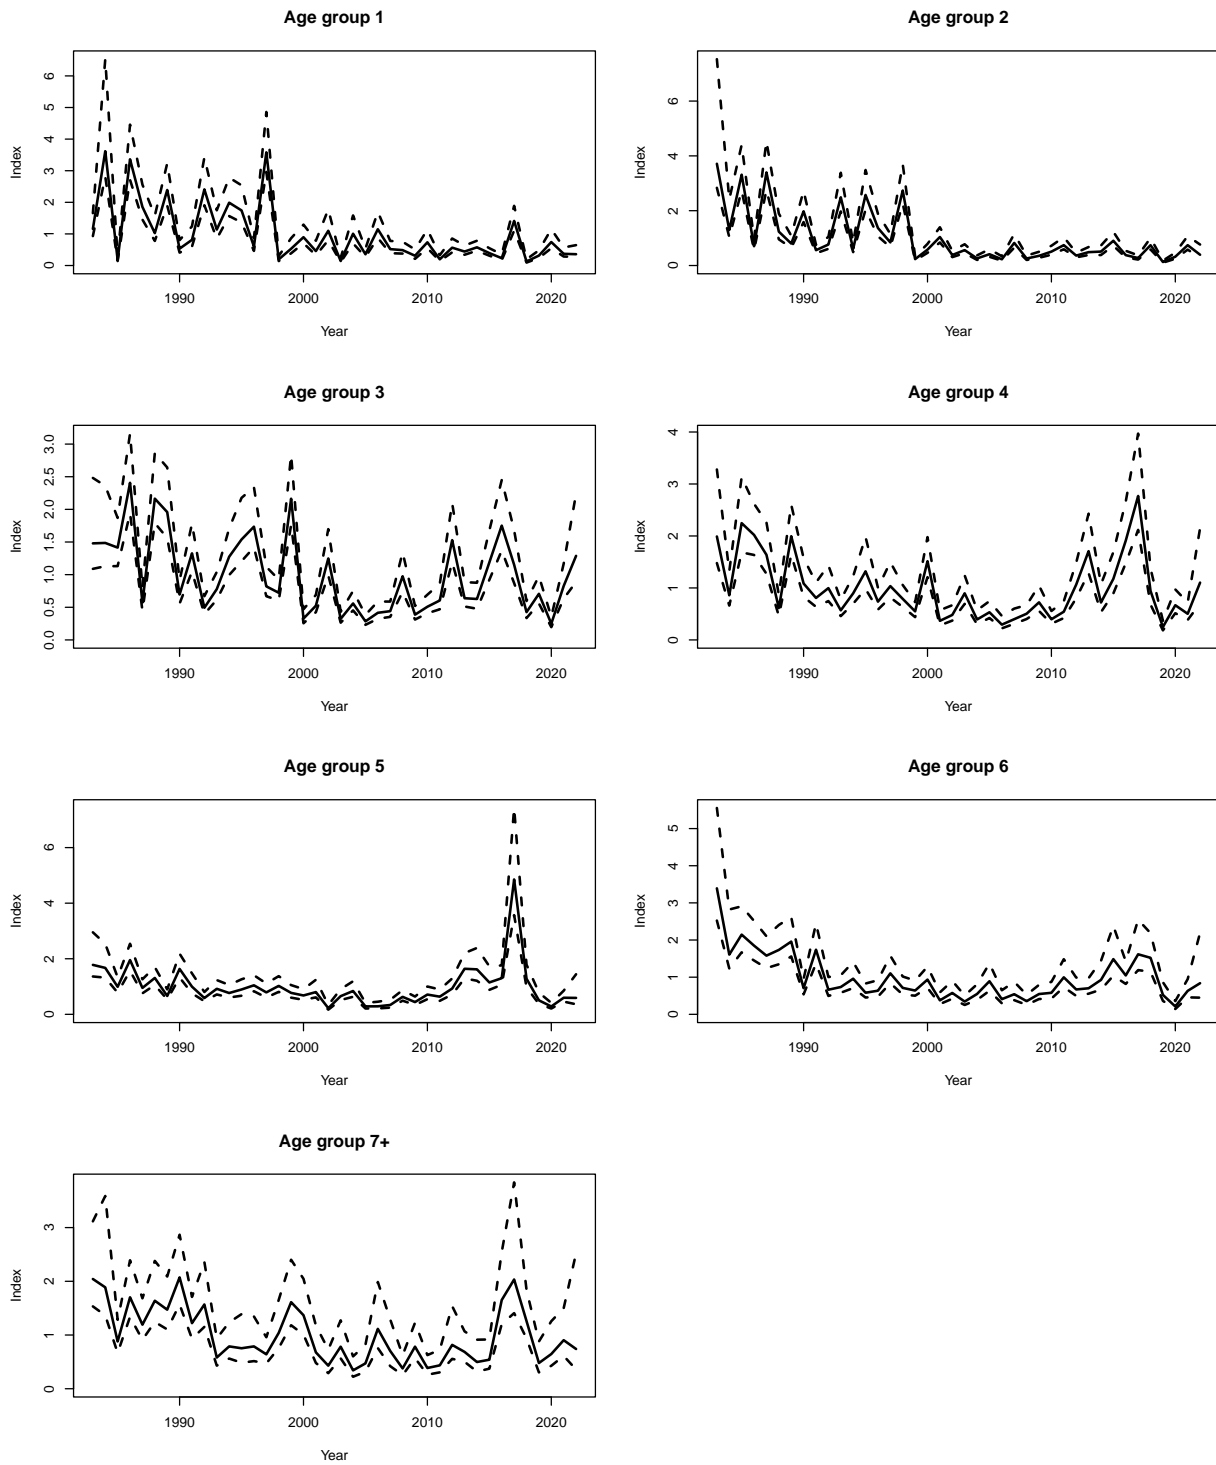 Age group 1
Index
6
5
4
3
2
1
0
1990 2000 2010 2020
Year
Age group 2
Index
6
4
2
0
1990 2000 2010 2020
Year
Age group 3
Index
3.0
2.5
2.0
1.5
1.0
0.5
0.0
1990 2000 2010 2020
Year
Age group 4
Index
4
3
2
1
0
1990 2000 2010 2020
Year
Age group 5
Index
6
4
2
0
1990 2000 2010 2020
Year
Age group 6
Index
5
4
3
2
1
0
1990 2000 2010 2020
Year
Age group 7+
Index
3
2
1
0
1990 2000 2010 2020
Year